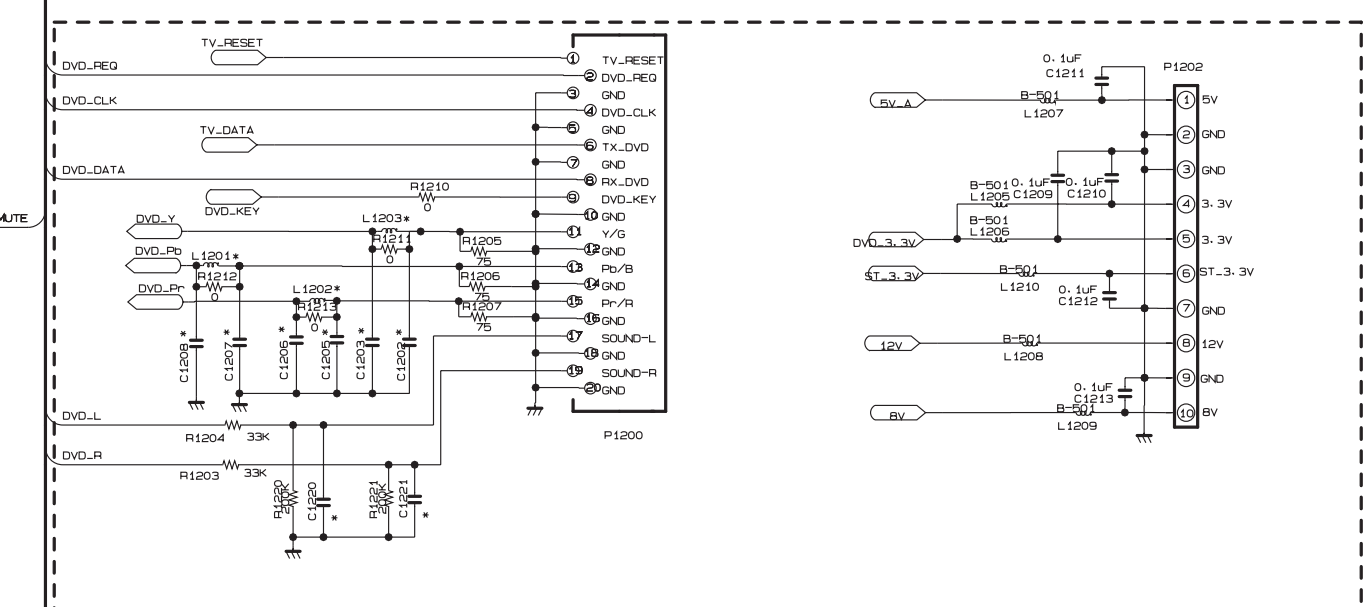 TV_RESET
DVD_REQ
DVD_CLK
TV_DATA
DVD_DATA
DVD_KEY
R1210
0
MUTE
DVD_Y
DVD_Pb
DVD_Pr
L1203*
R1211
0
L1201*
R1212
0
L1202*
R1213
0
R1205
75
R1206
75
R1207
75
C1208 *
C1207 *
C1206 *
C1205 *
C1203 *
C1202 *
DVD_L
R1204 33K
DVD_R
R1203 33K
R1220
200K
C1220 *
R1221
200K
C1221 *
1 TV_RESET
2 DVD_REQ
3 GND
4 DVD_CLK
5 GND
6 TX_DVD
7 GND
8 RX_DVD
9 DVD_KEY
10 GND
11 Y/G
12 GND
13 Pb/B
14 GND
15 Pr/R
16 GND
17 SOUND-L
18 GND
19 SOUND-R
20 GND
P1200
0.1uF
C1211
P1202
5V_A
B-501
L1207
B-501
L1205
0.1uF
C1209
0.1uF
C1210
B-501
L1206
DVD_3.3V
ST_3.3V
B-501
L1210
0.1uF
C1212
12V
B-501
L1208
0.1uF
C1213
8V
B-501
L1209
1 5V
2 GND
3 GND
4 3.3V
5 3.3V
6 ST_3.3V
7 GND
8 12V
9 GND
10 8V